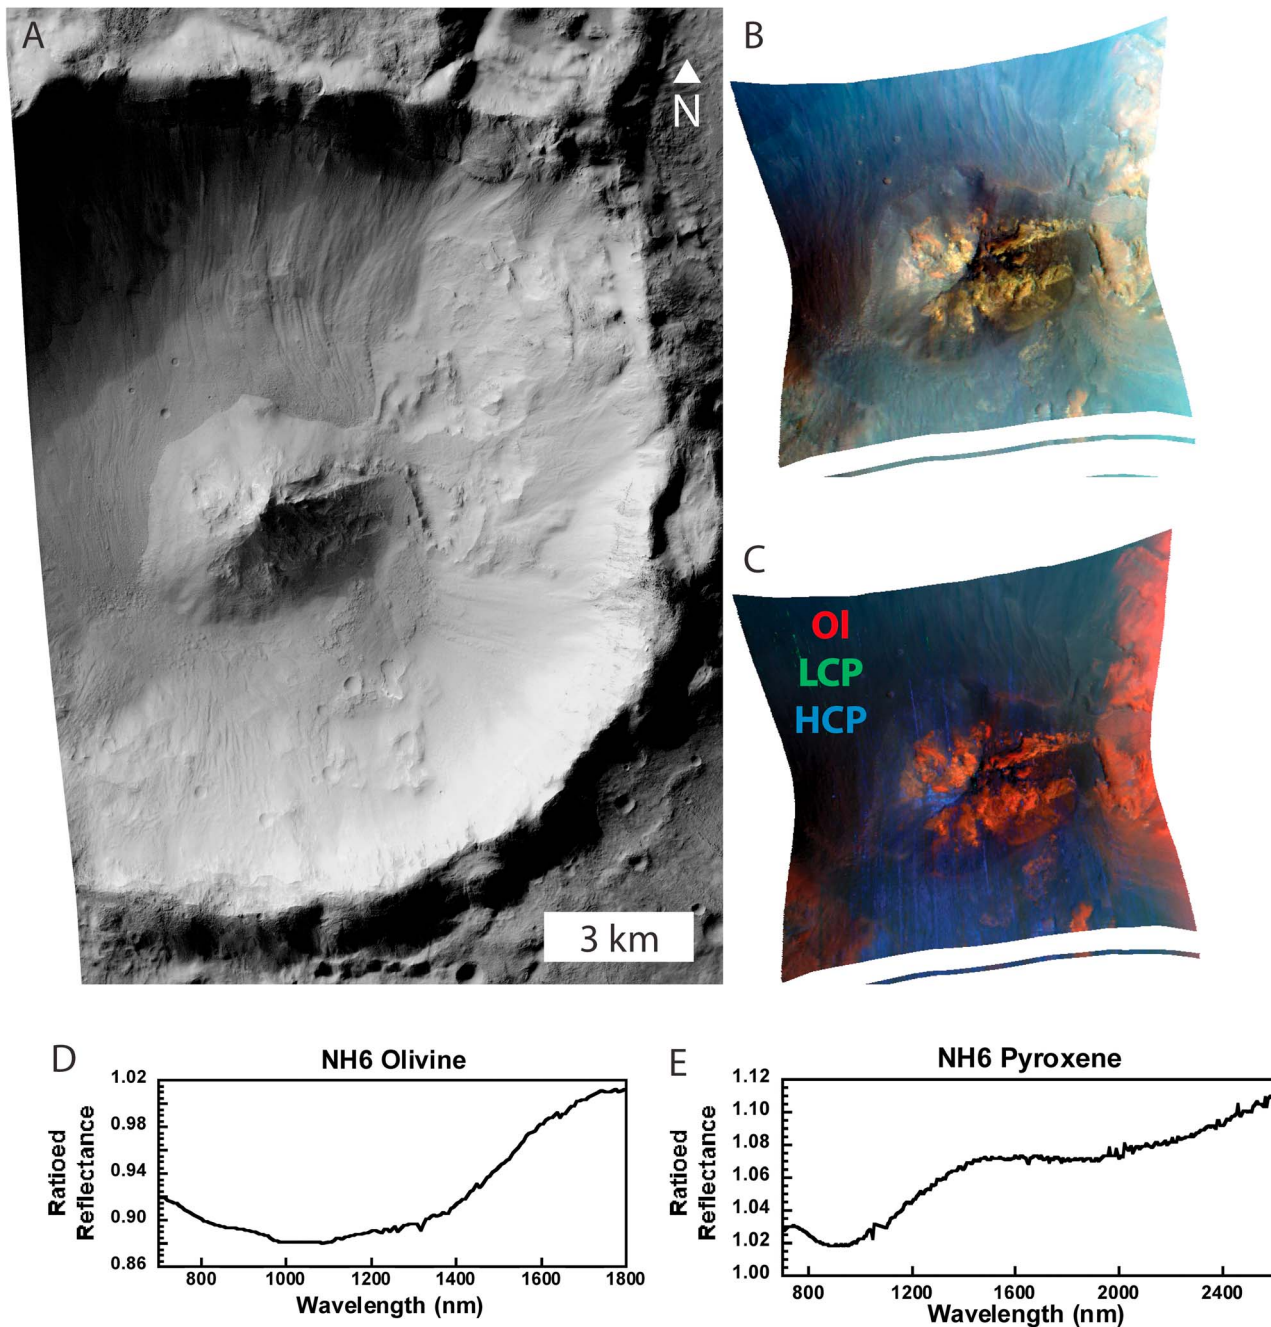 A
N
3 km
B
C
Ol
LCP
HCP
D
NH6 Olivine
1.02
0.98
0.94
0.90
0.86
Ratioed
Reflectance
800 1000 1200 1400 1600 1800
Wavelength (nm)
E
NH6 Pyroxene
1.12
1.10
1.08
1.06
1.04
1.02
1.00
Ratioed
Reflectance
800 1200 1600 2000 2400
Wavelength (nm)